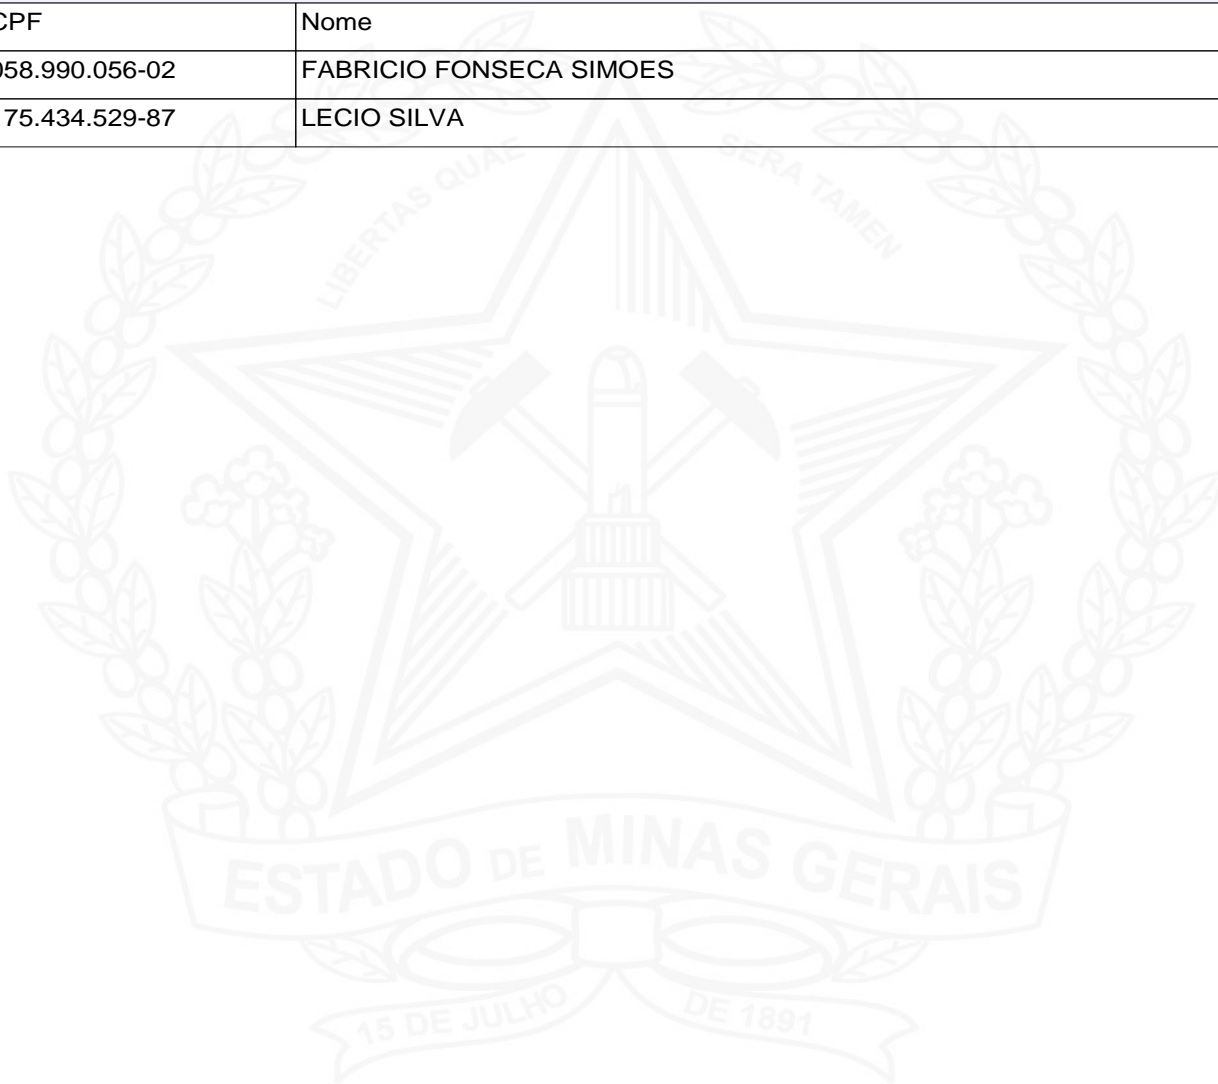 CPF Nome
058.990.056-02 FABRICIO FONSECA SIMOES
75.434.529-87 LECIO SILVA
LIBERTAS QUAE SERA TAMEN
ESTADO DE MINAS GERAIS
15 DE JULHO DE 1891